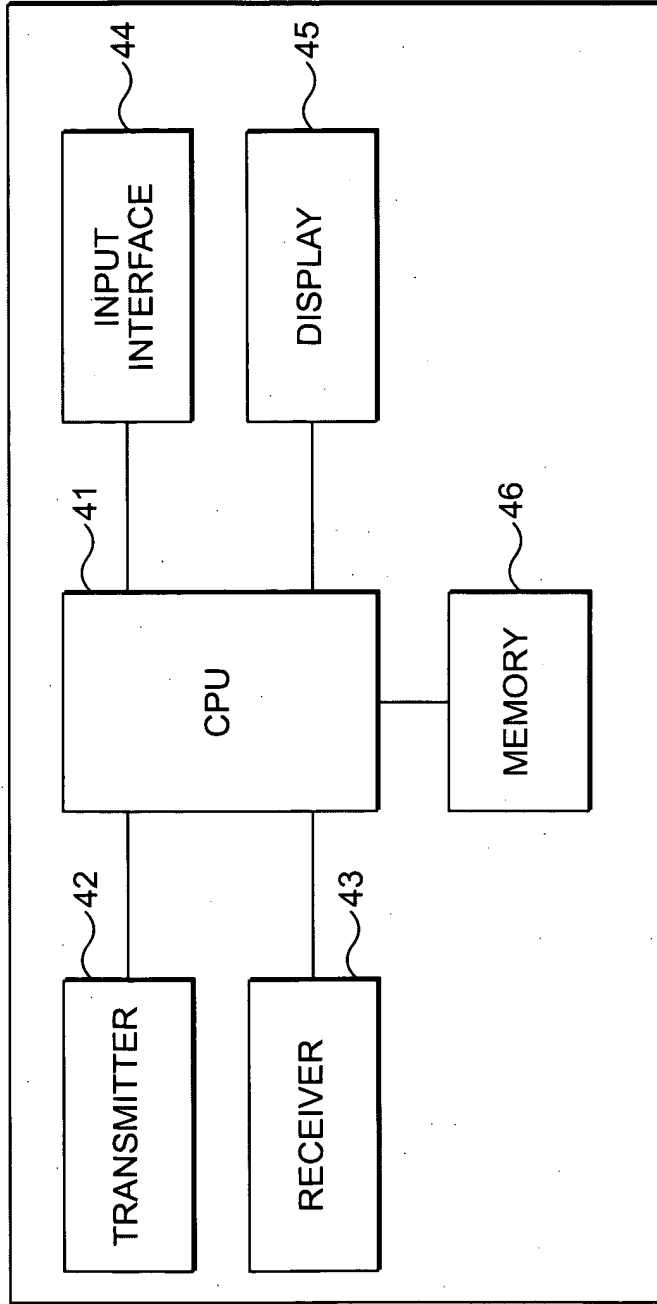 42
TRANSMITTER
41
CPU
44
INPUT
INTERFACE
43
RECEIVER
45
DISPLAY
46
MEMORY